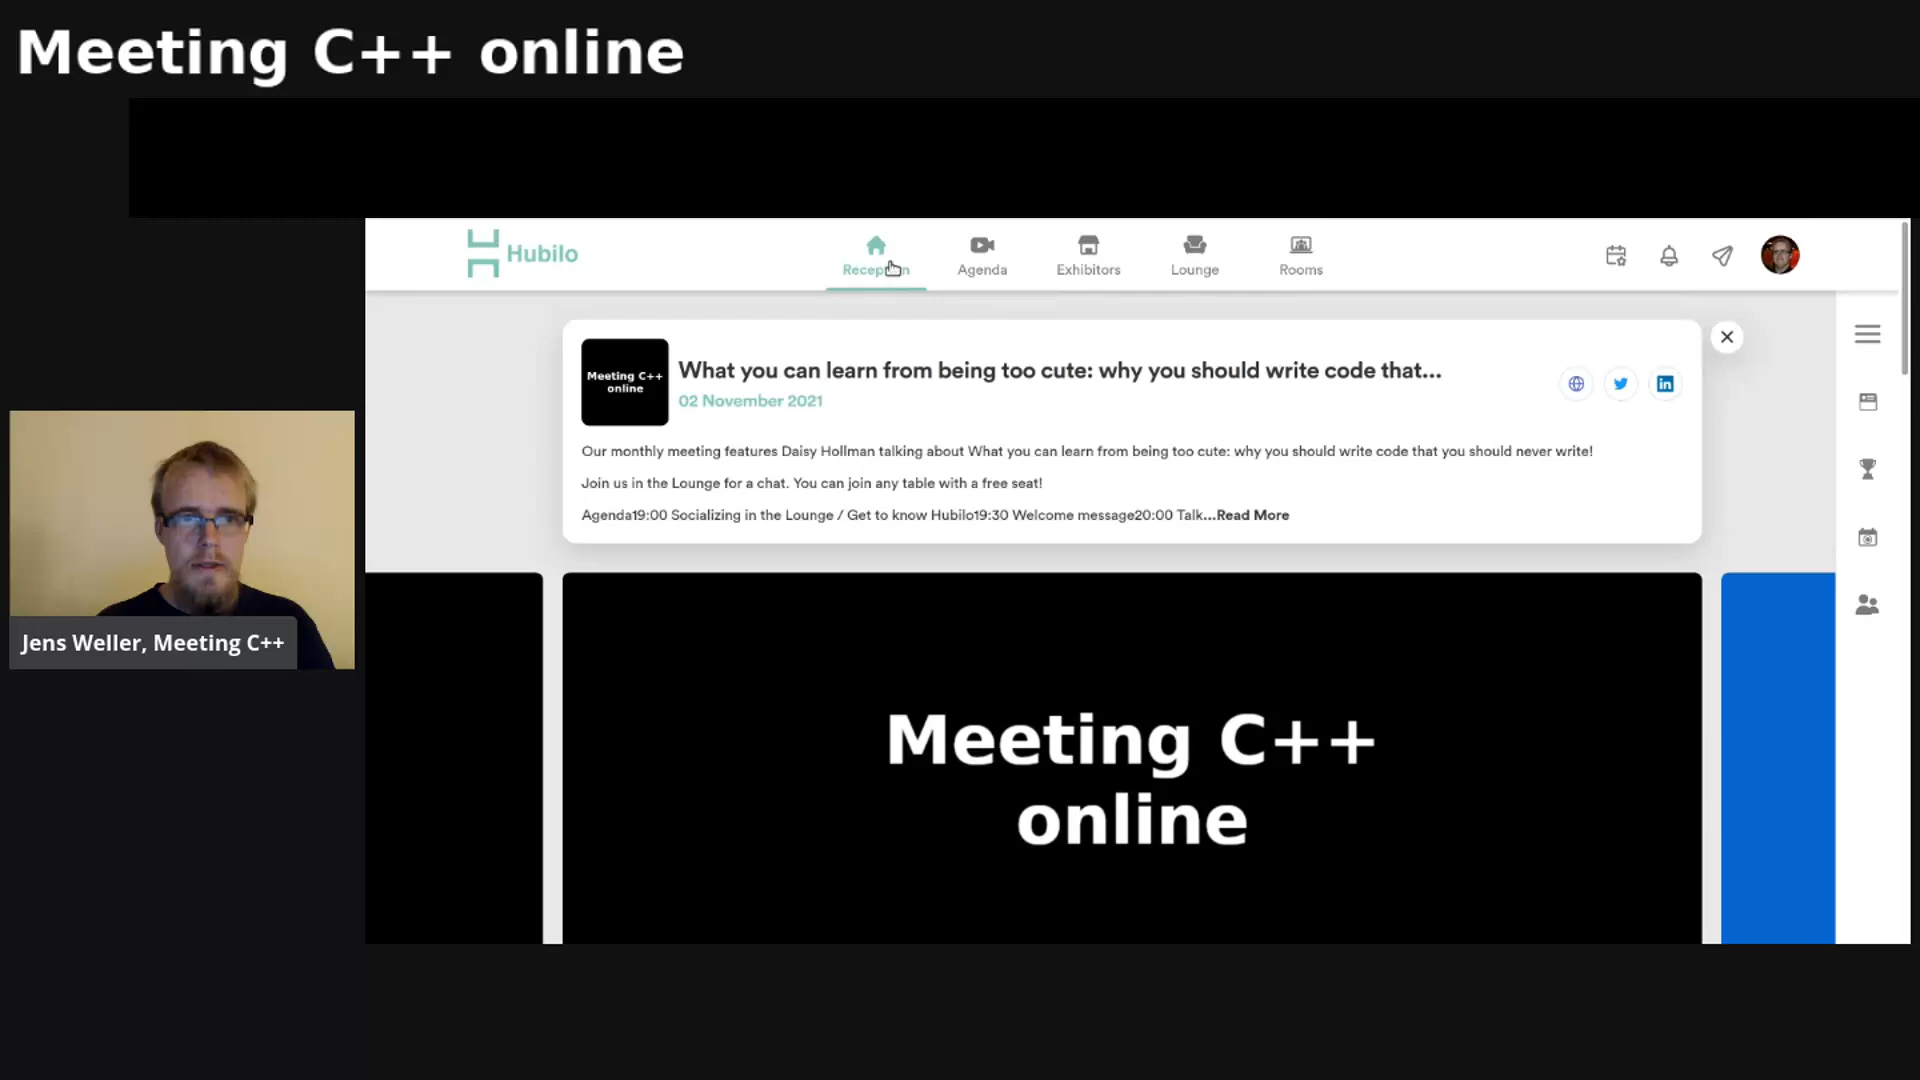 Meeting C++ online
Hubilo
Reception
Agenda
Exhibitors
Lounge
Rooms
Meeting C++
online
What you can learn from being too cute: why you should write code that...
02 November 2021
Our monthly meeting features Daisy Hollman talking about What you can learn from being too cute: why you should write code that you should never write!
Join us in the Lounge for a chat. You can join any table with a free seat!
Agenda19:00 Socializing in the Lounge / Get to know Hubilo19:30 Welcome message20:00 Talk...Read More
Jens Weller, Meeting C++
Meeting C++
online